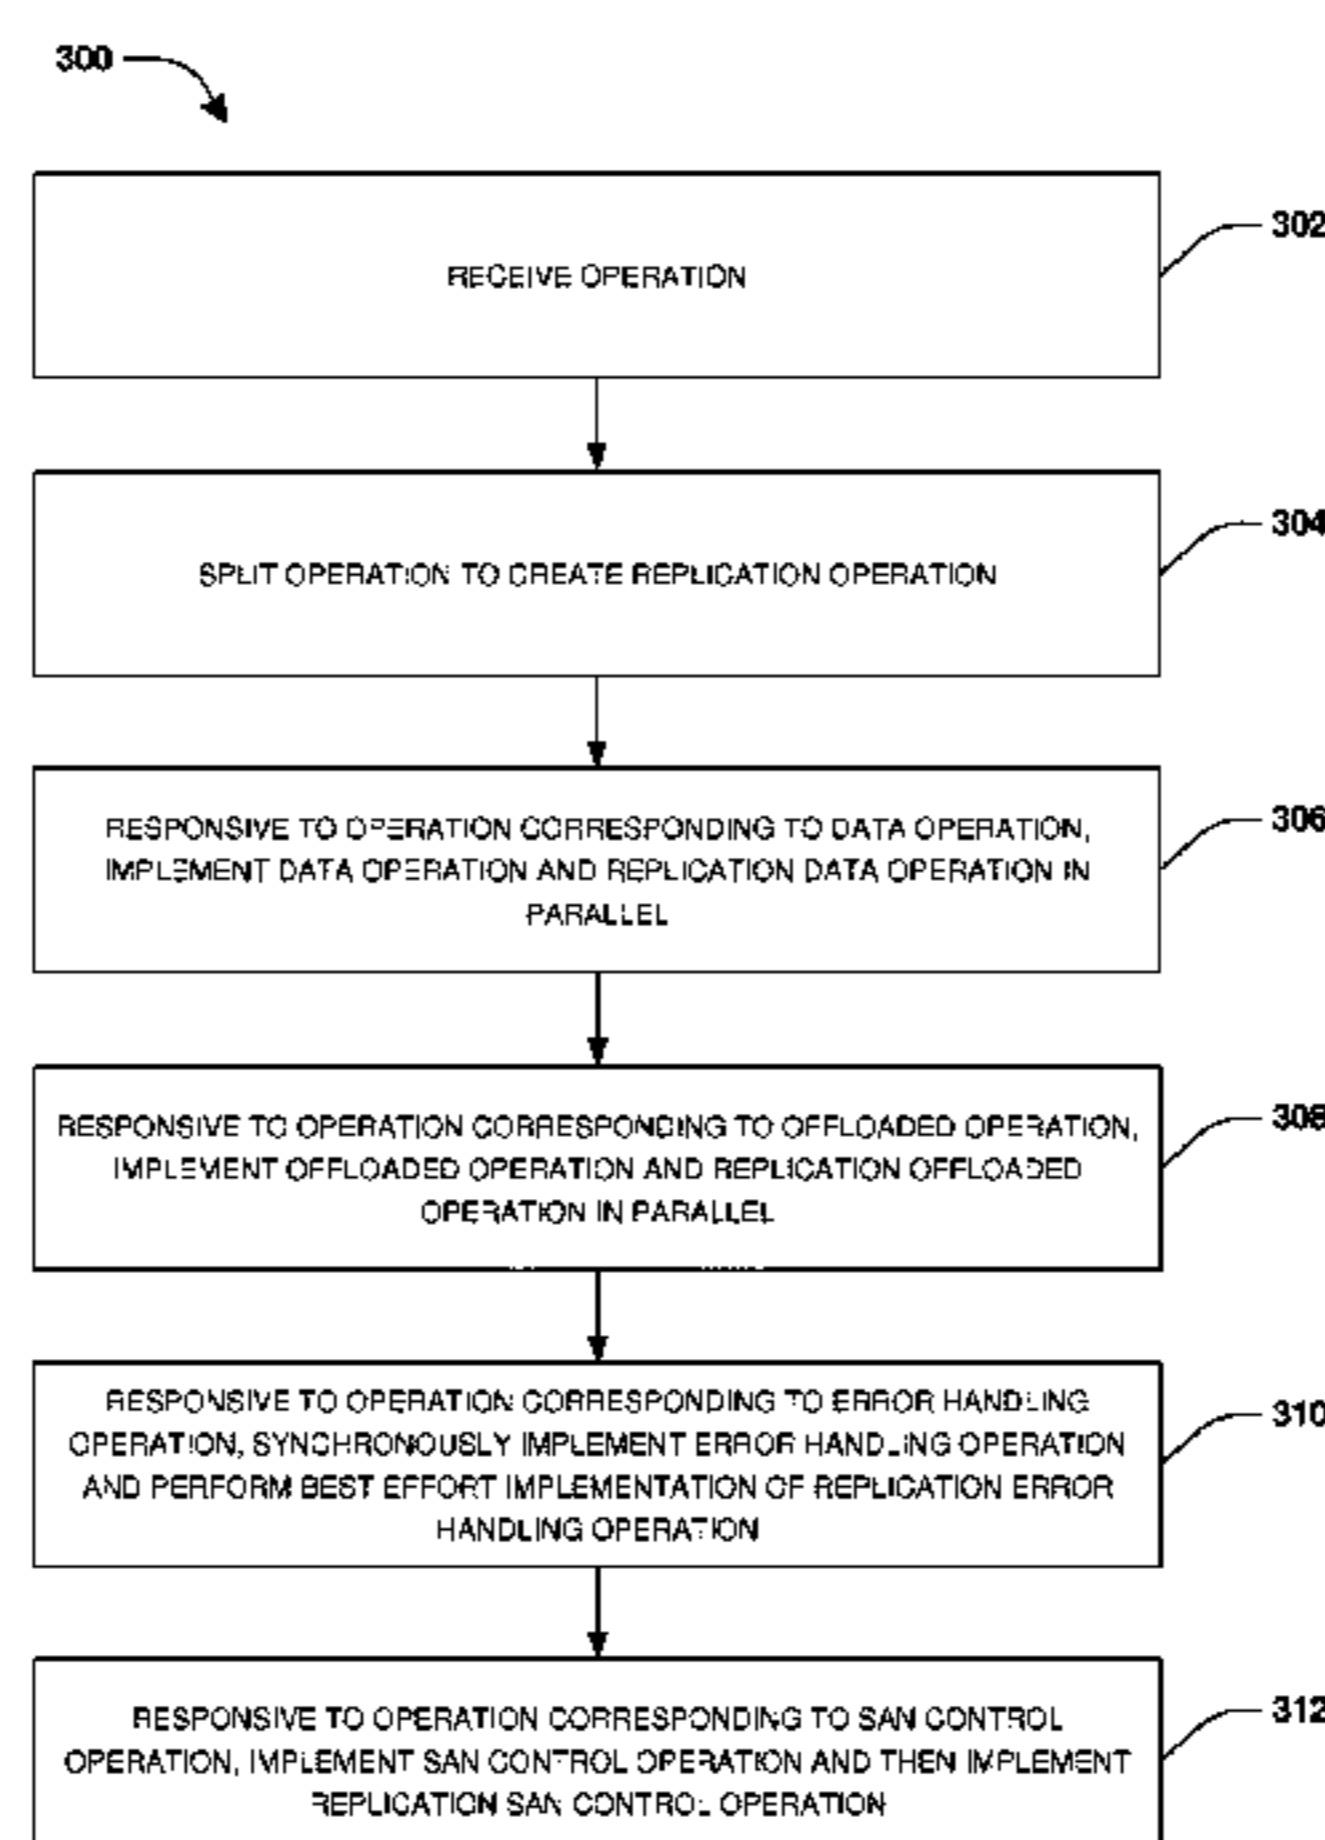 300
302
RECEIVE OPERATION
304
SPLIT OPERATION TO CREATE REPLICATION OPERATION
306
RESPONSIVE TO OPERATION CORRESPONDING TO DATA OPERATION,
IMPLEMENT DATA OPERATION AND REPLICATION DATA OPERATION IN
PARALLEL
308
RESPONSIVE TO OPERATION CORRESPONDING TO OFFLOADED OPERATION,
IMPLEMENT OFFLOADED OPERATION AND REPLICATION OFFLOADED
OPERATION IN PARALLEL
310
RESPONSIVE TO OPERATION CORRESPONDING TO ERROR HANDLING
OPERATION, SYNCHRONOUSLY IMPLEMENT ERROR HANDLING OPERATION
AND PERFORM BEST EFFORT IMPLEMENTATION OF REPLICATION ERROR
HANDLING OPERATION
312
RESPONSIVE TO OPERATION CORRESPONDING TO SAN CONTROL
OPERATION, IMPLEMENT SAN CONTROL OPERATION AND THEN IMPLEMENT
REPLICATION SAN CONTROL OPERATION